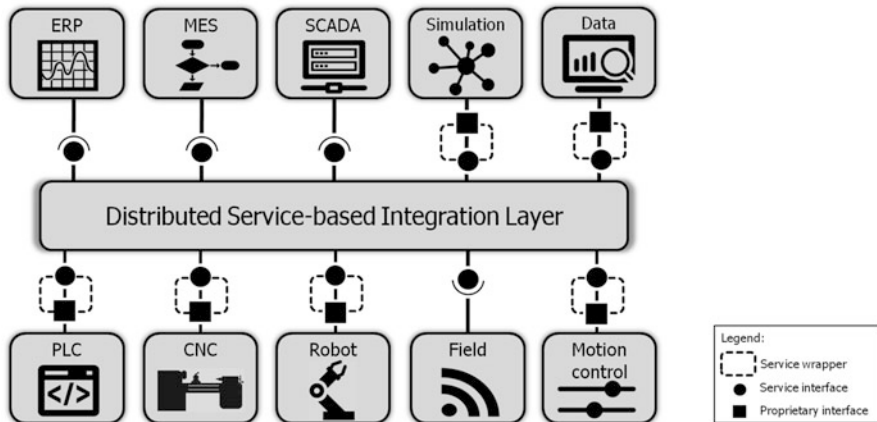 ERP
MES
SCADA
Simulation
Data
Distributed Service-based Integration Layer
PLC
CNC
Robot
Field
Motion
control
</>
Legend:
Service wrapper
Service interface
Proprietary interface